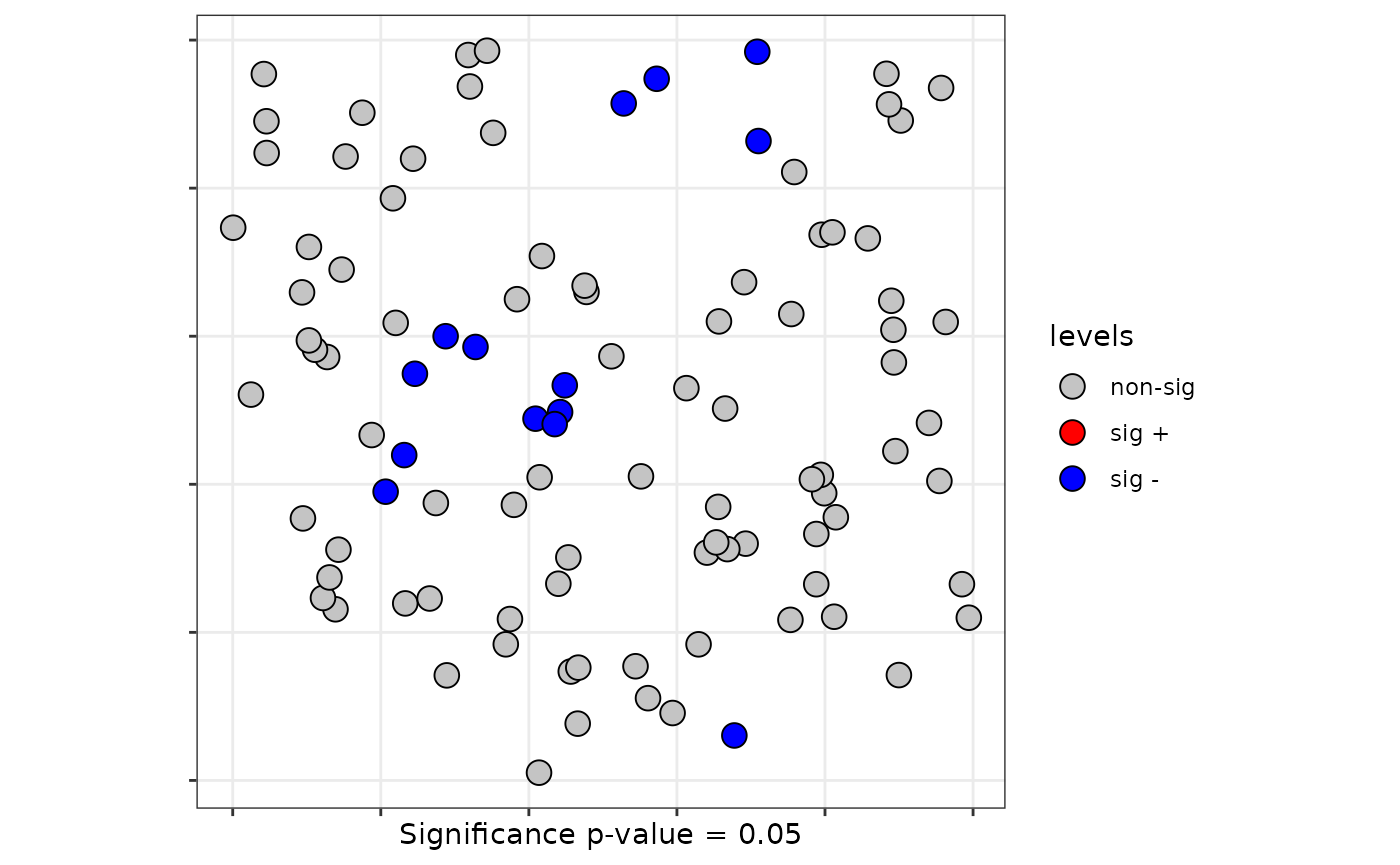 levels
non-sig
sig +
sig -
Significance p-value = 0.05